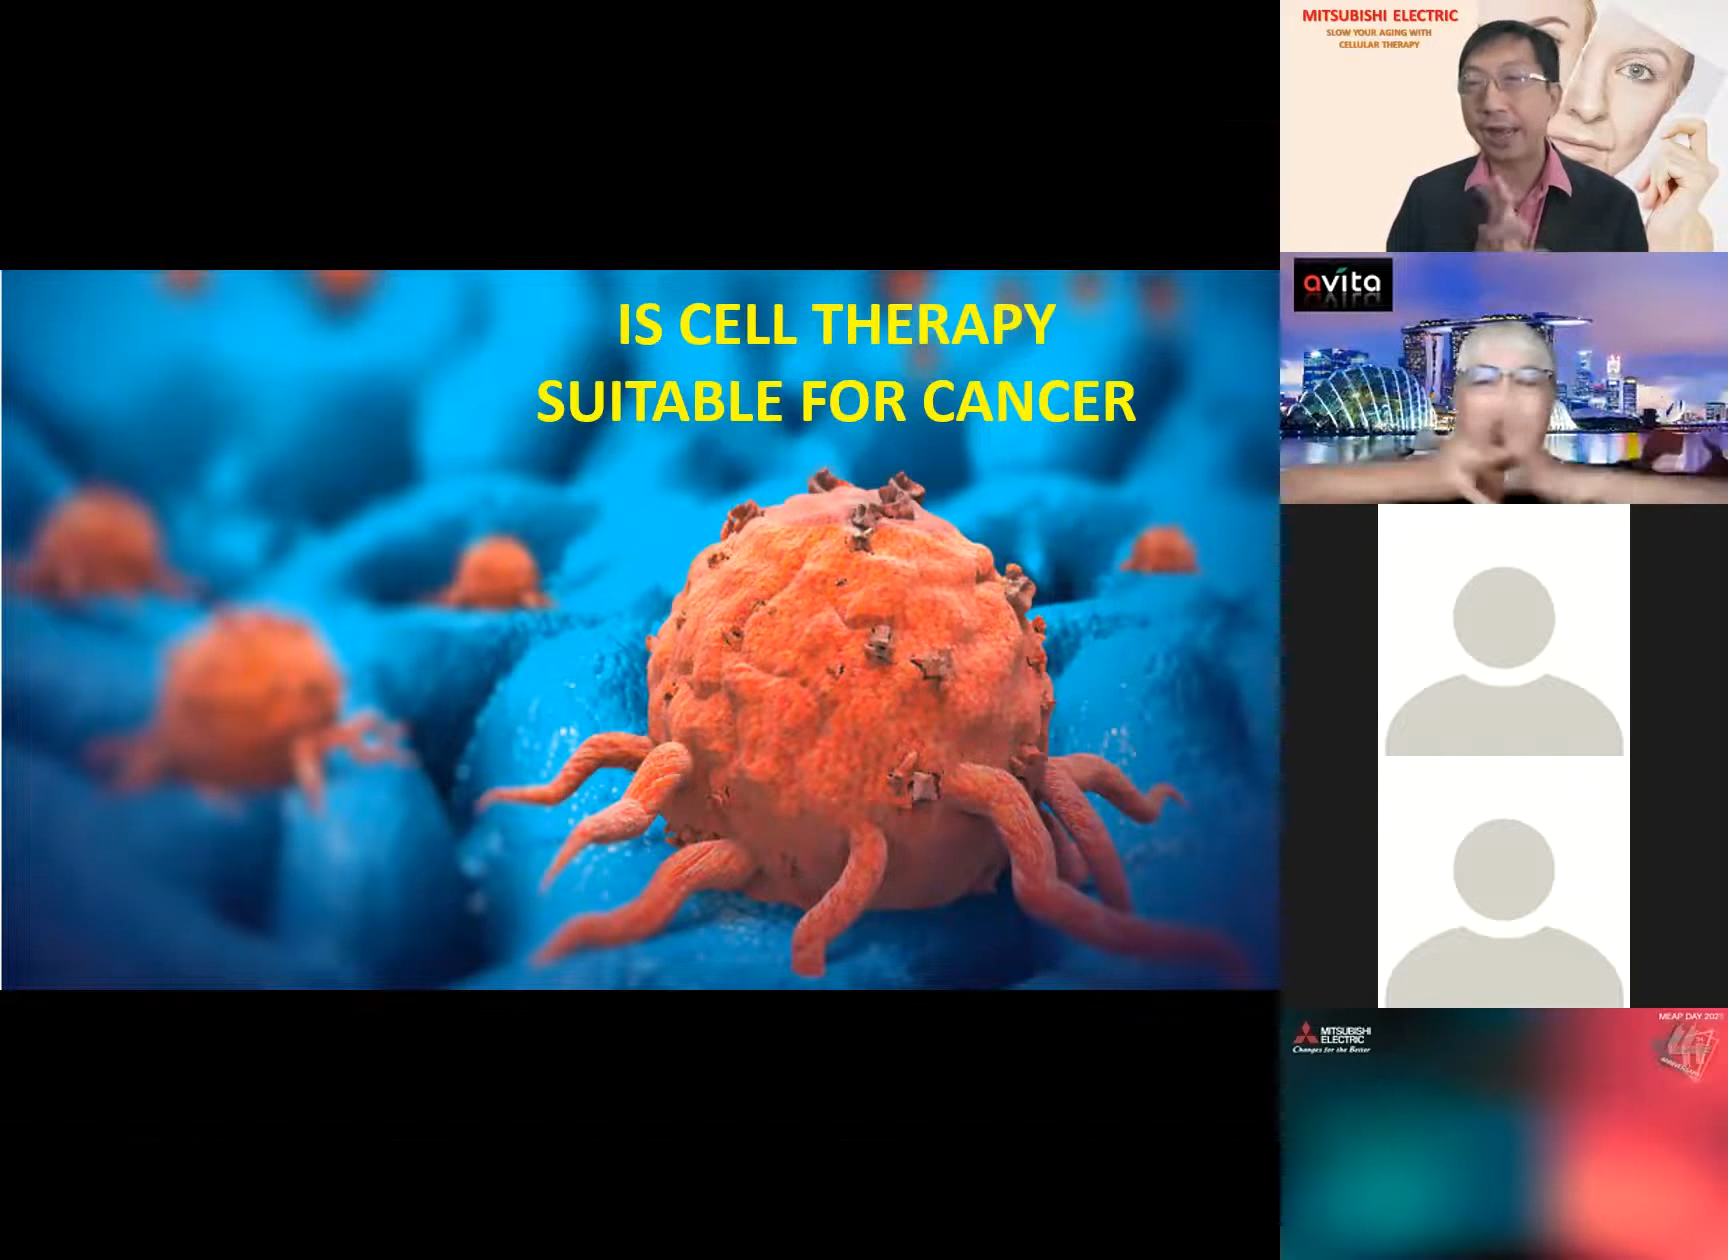 IS CELL THERAPY
SUITABLE FOR CANCER
MITSUBISHI ELECTRIC
SLOW YOUR AGING WITH
CELLULAR THERAPY
avita
MITSUBISHI
ELECTRIC
Changes for the Better
MEAP DAY 2021
ANNIVERSARY